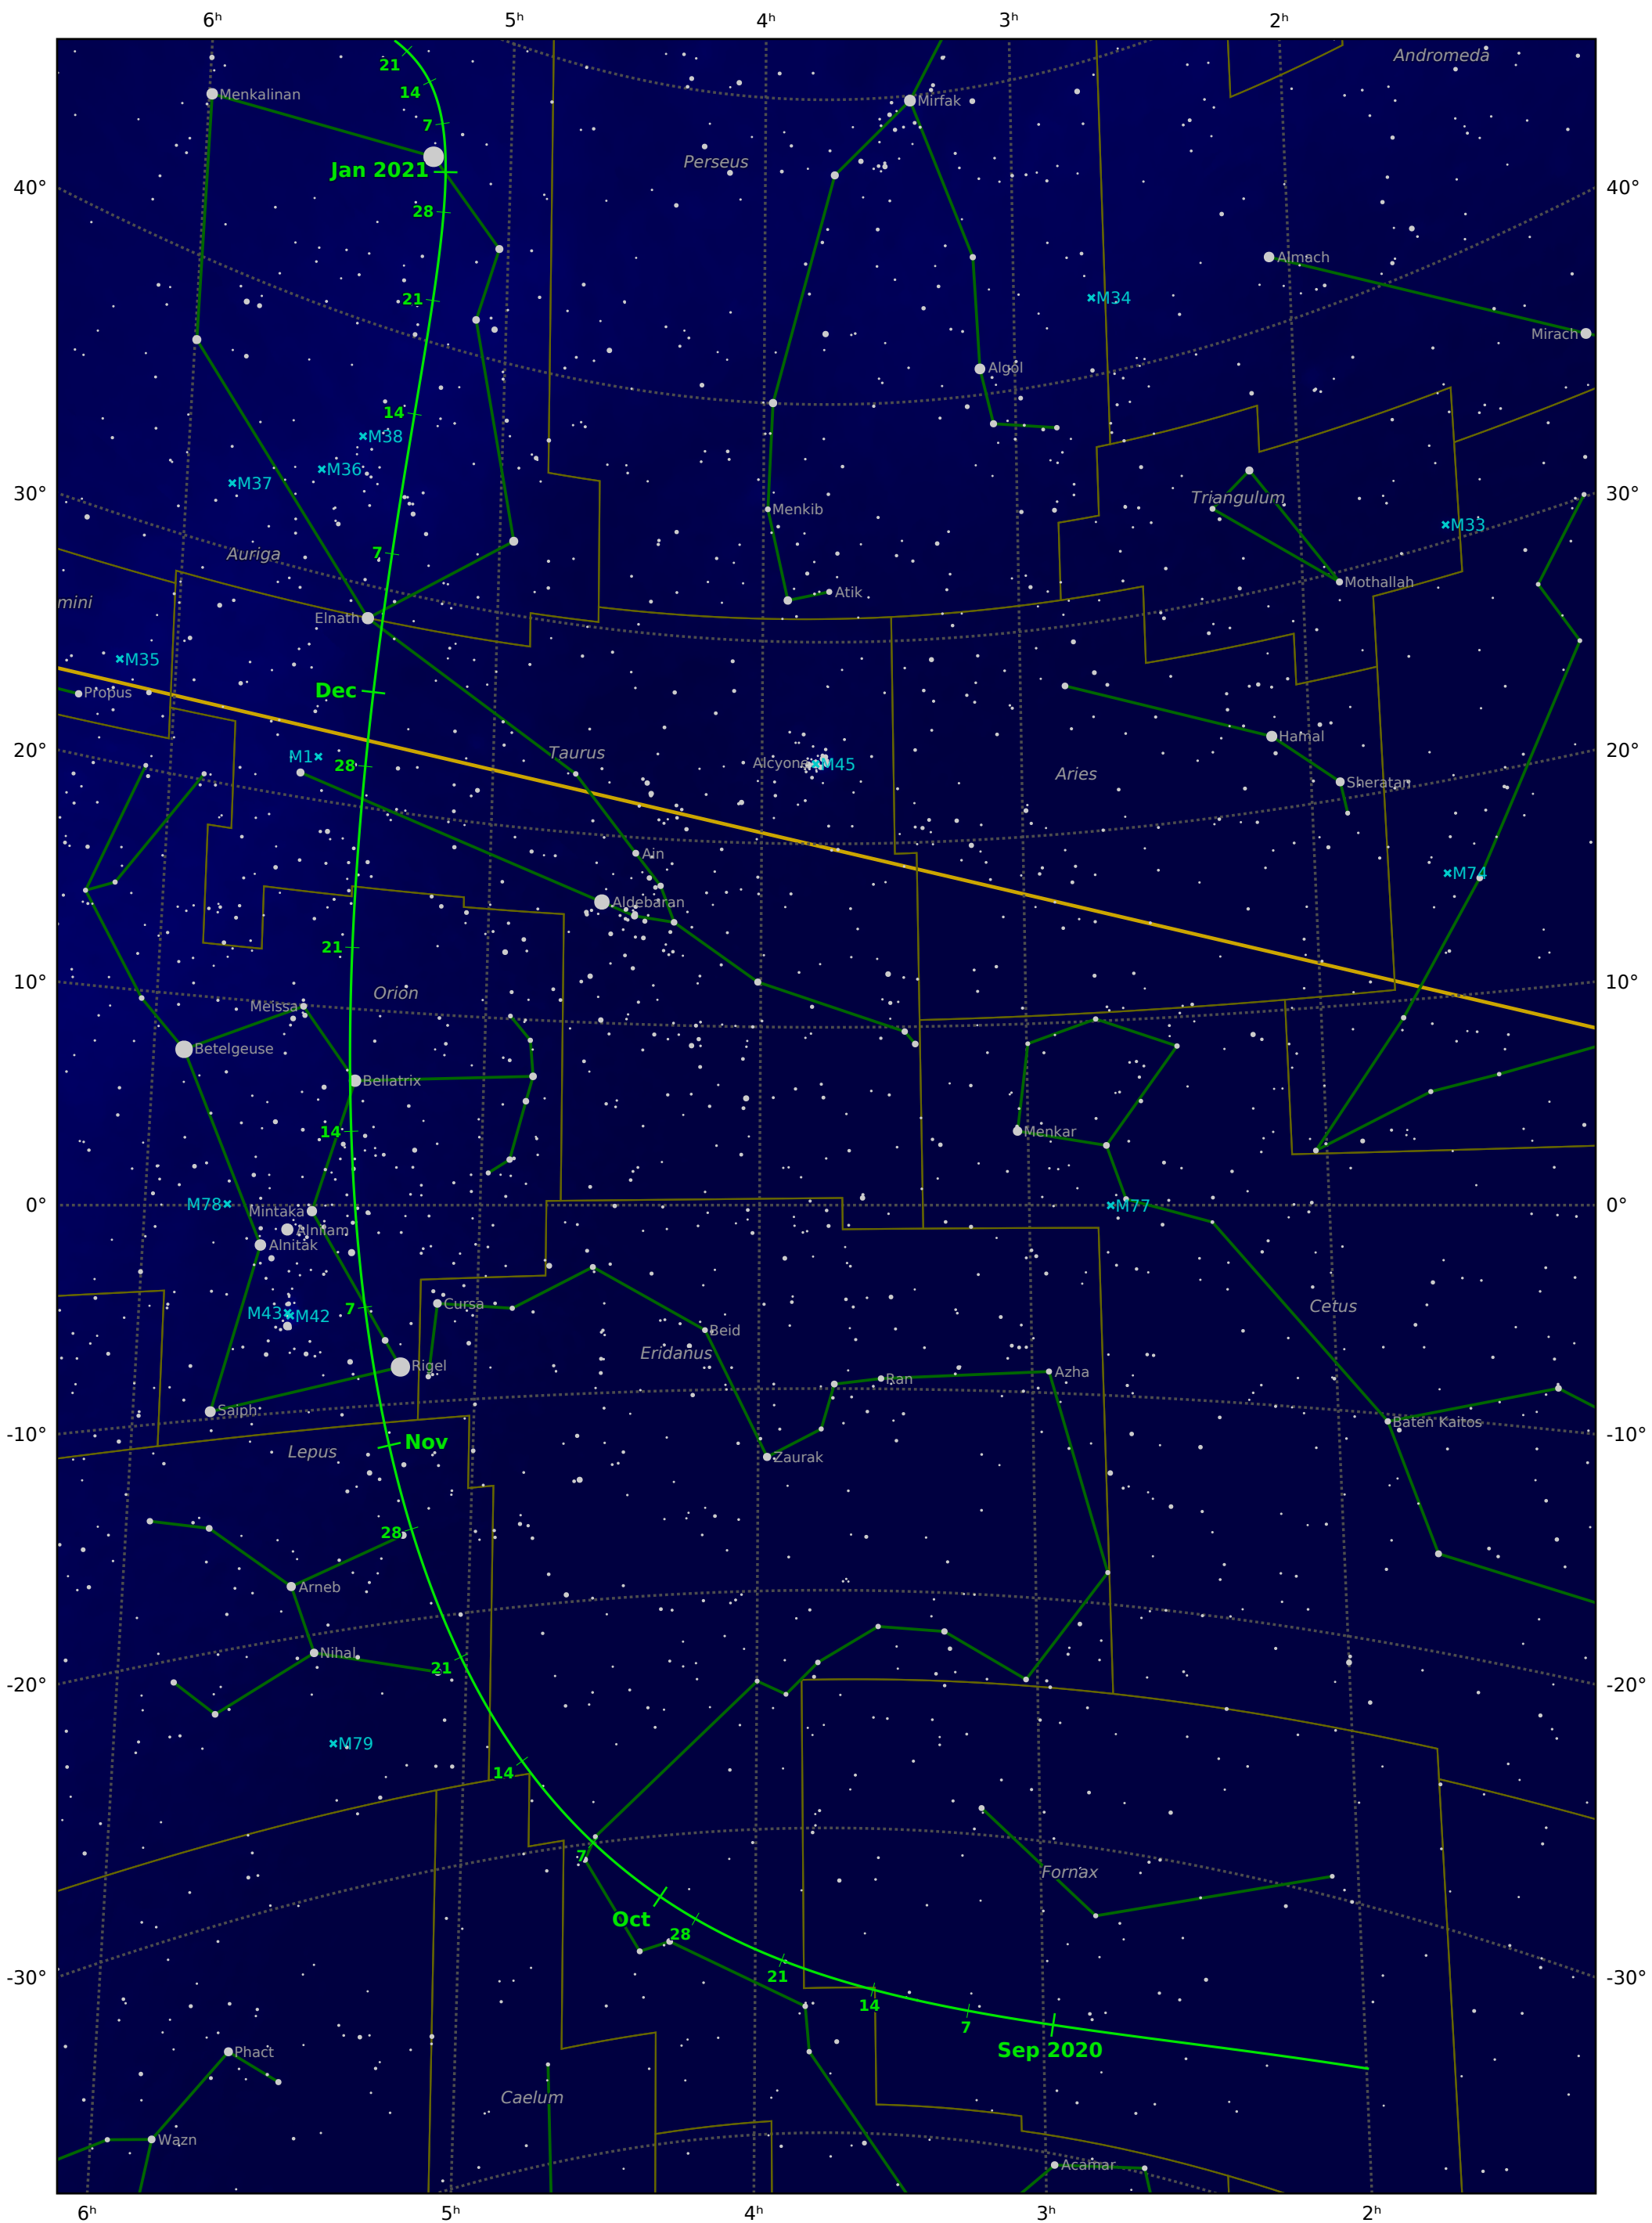 6ʰ 5ʰ 4ʰ 3ʰ 2ʰ
Andromeda
21
14
Menkalinan
Mirfak
7
Perseus
Jan 2021
40° 40°
28
Almach
21
M34
Mirach
Algol
14
M38
M36
M37
30° 30°
Triangulum
Menkib
M33
Auriga
7
Mothallah
Atik
mini
Elnath
M35
Dec
Propus
Hamal
20° 20°
Taurus
M1
28
Alcyone
M45
Aries
Sheratan
Ain
M74
Aldebaran
21
10° 10°
Orion
Meissa
Betelgeuse
Bellatrix
14
Menkar
M78
0° 0°
M77
Mintaka
Alnilam
Alnitak
Cursa
7
Cetus
M43
M42
Beid
Eridanus
Rigel
Azha
Ran
Saiph
Baten Kaitos
-10° -10°
Nov
Lepus
Zaurak
28
Arneb
Nihal
21
-20° -20°
M79
14
7
Fornax
Oct
28
21
-30° -30°
14
7
Sep 2020
Phact
Caelum
Wazn
Acamar
6ʰ 5ʰ 4ʰ 3ʰ 2ʰ